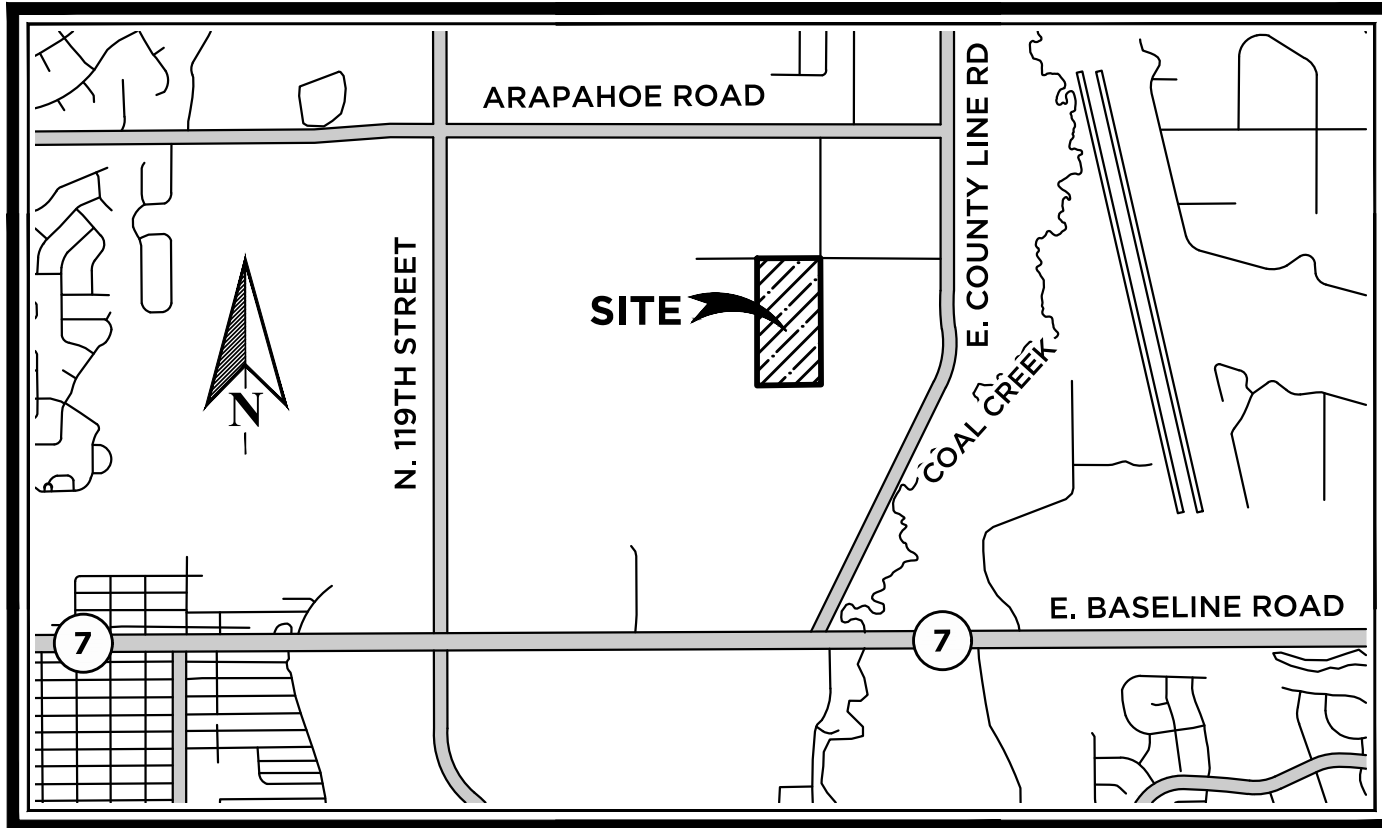 ARAPAHOE ROAD
E. COUNTY LINE RD
N. 119TH STREET
SITE
COAL CREEK
N
E. BASELINE ROAD
7
7